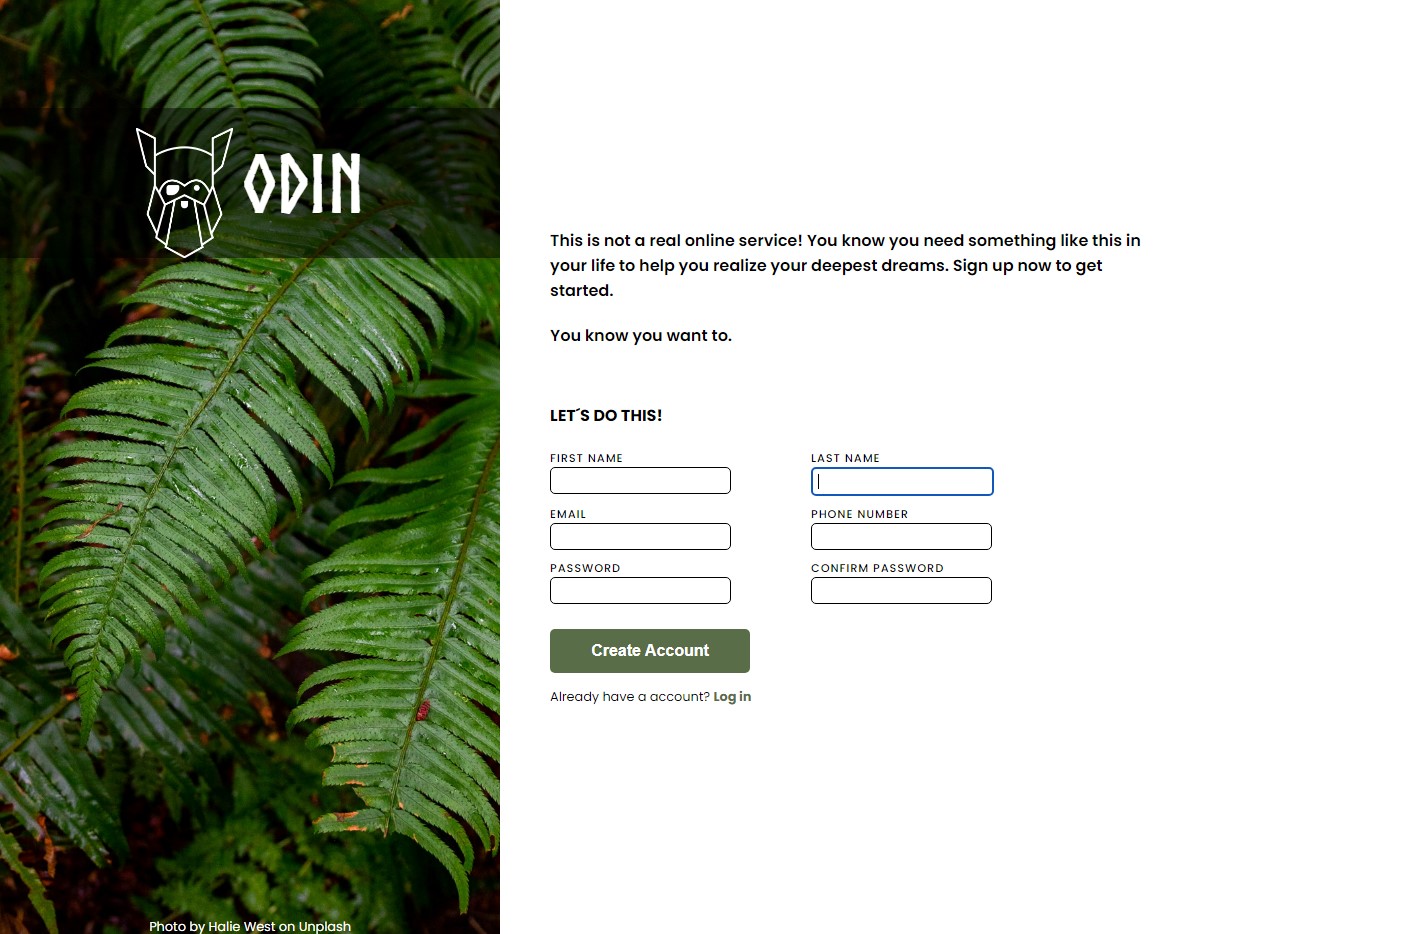 ODIN
This is not a real online service! You know you need something like this in
your life to help you realize your deepest dreams. Sign up now to get
started.
You know you want to.
LET´S DO THIS!
FIRST NAME
LAST NAME
EMAIL
PHONE NUMBER
PASSWORD
CONFIRM PASSWORD
Create Account
Already have a account? Log in
Photo by Halie West on Unplash